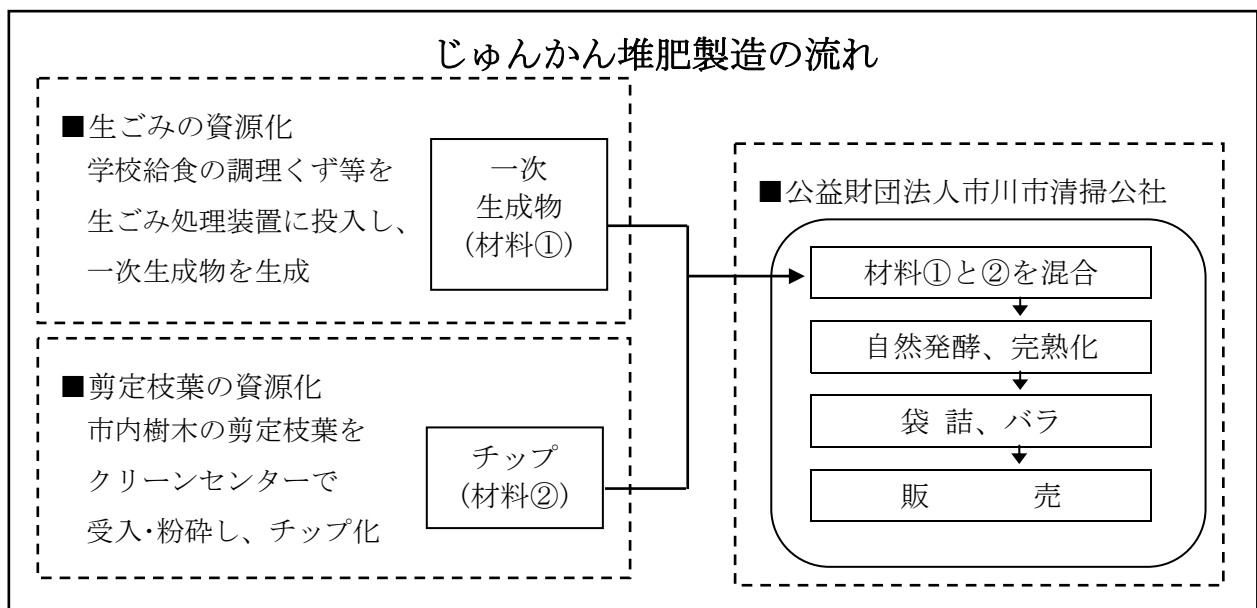 じゅんかん堆肥製造の流れ
■生ごみの資源化
学校給食の調理くず等を
生ごみ処理装置に投入し、
一次生成物を生成
一次
生成物
(材料①)
■剪定枝葉の資源化
市内樹木の剪定枝葉を
クリーンセンターで
受入・粉砕し、チップ化
チップ
(材料②)
■公益財団法人市川市清掃公社
材料①と②を混合
自然発酵、完熟化
袋 詰、バラ
販　　　売